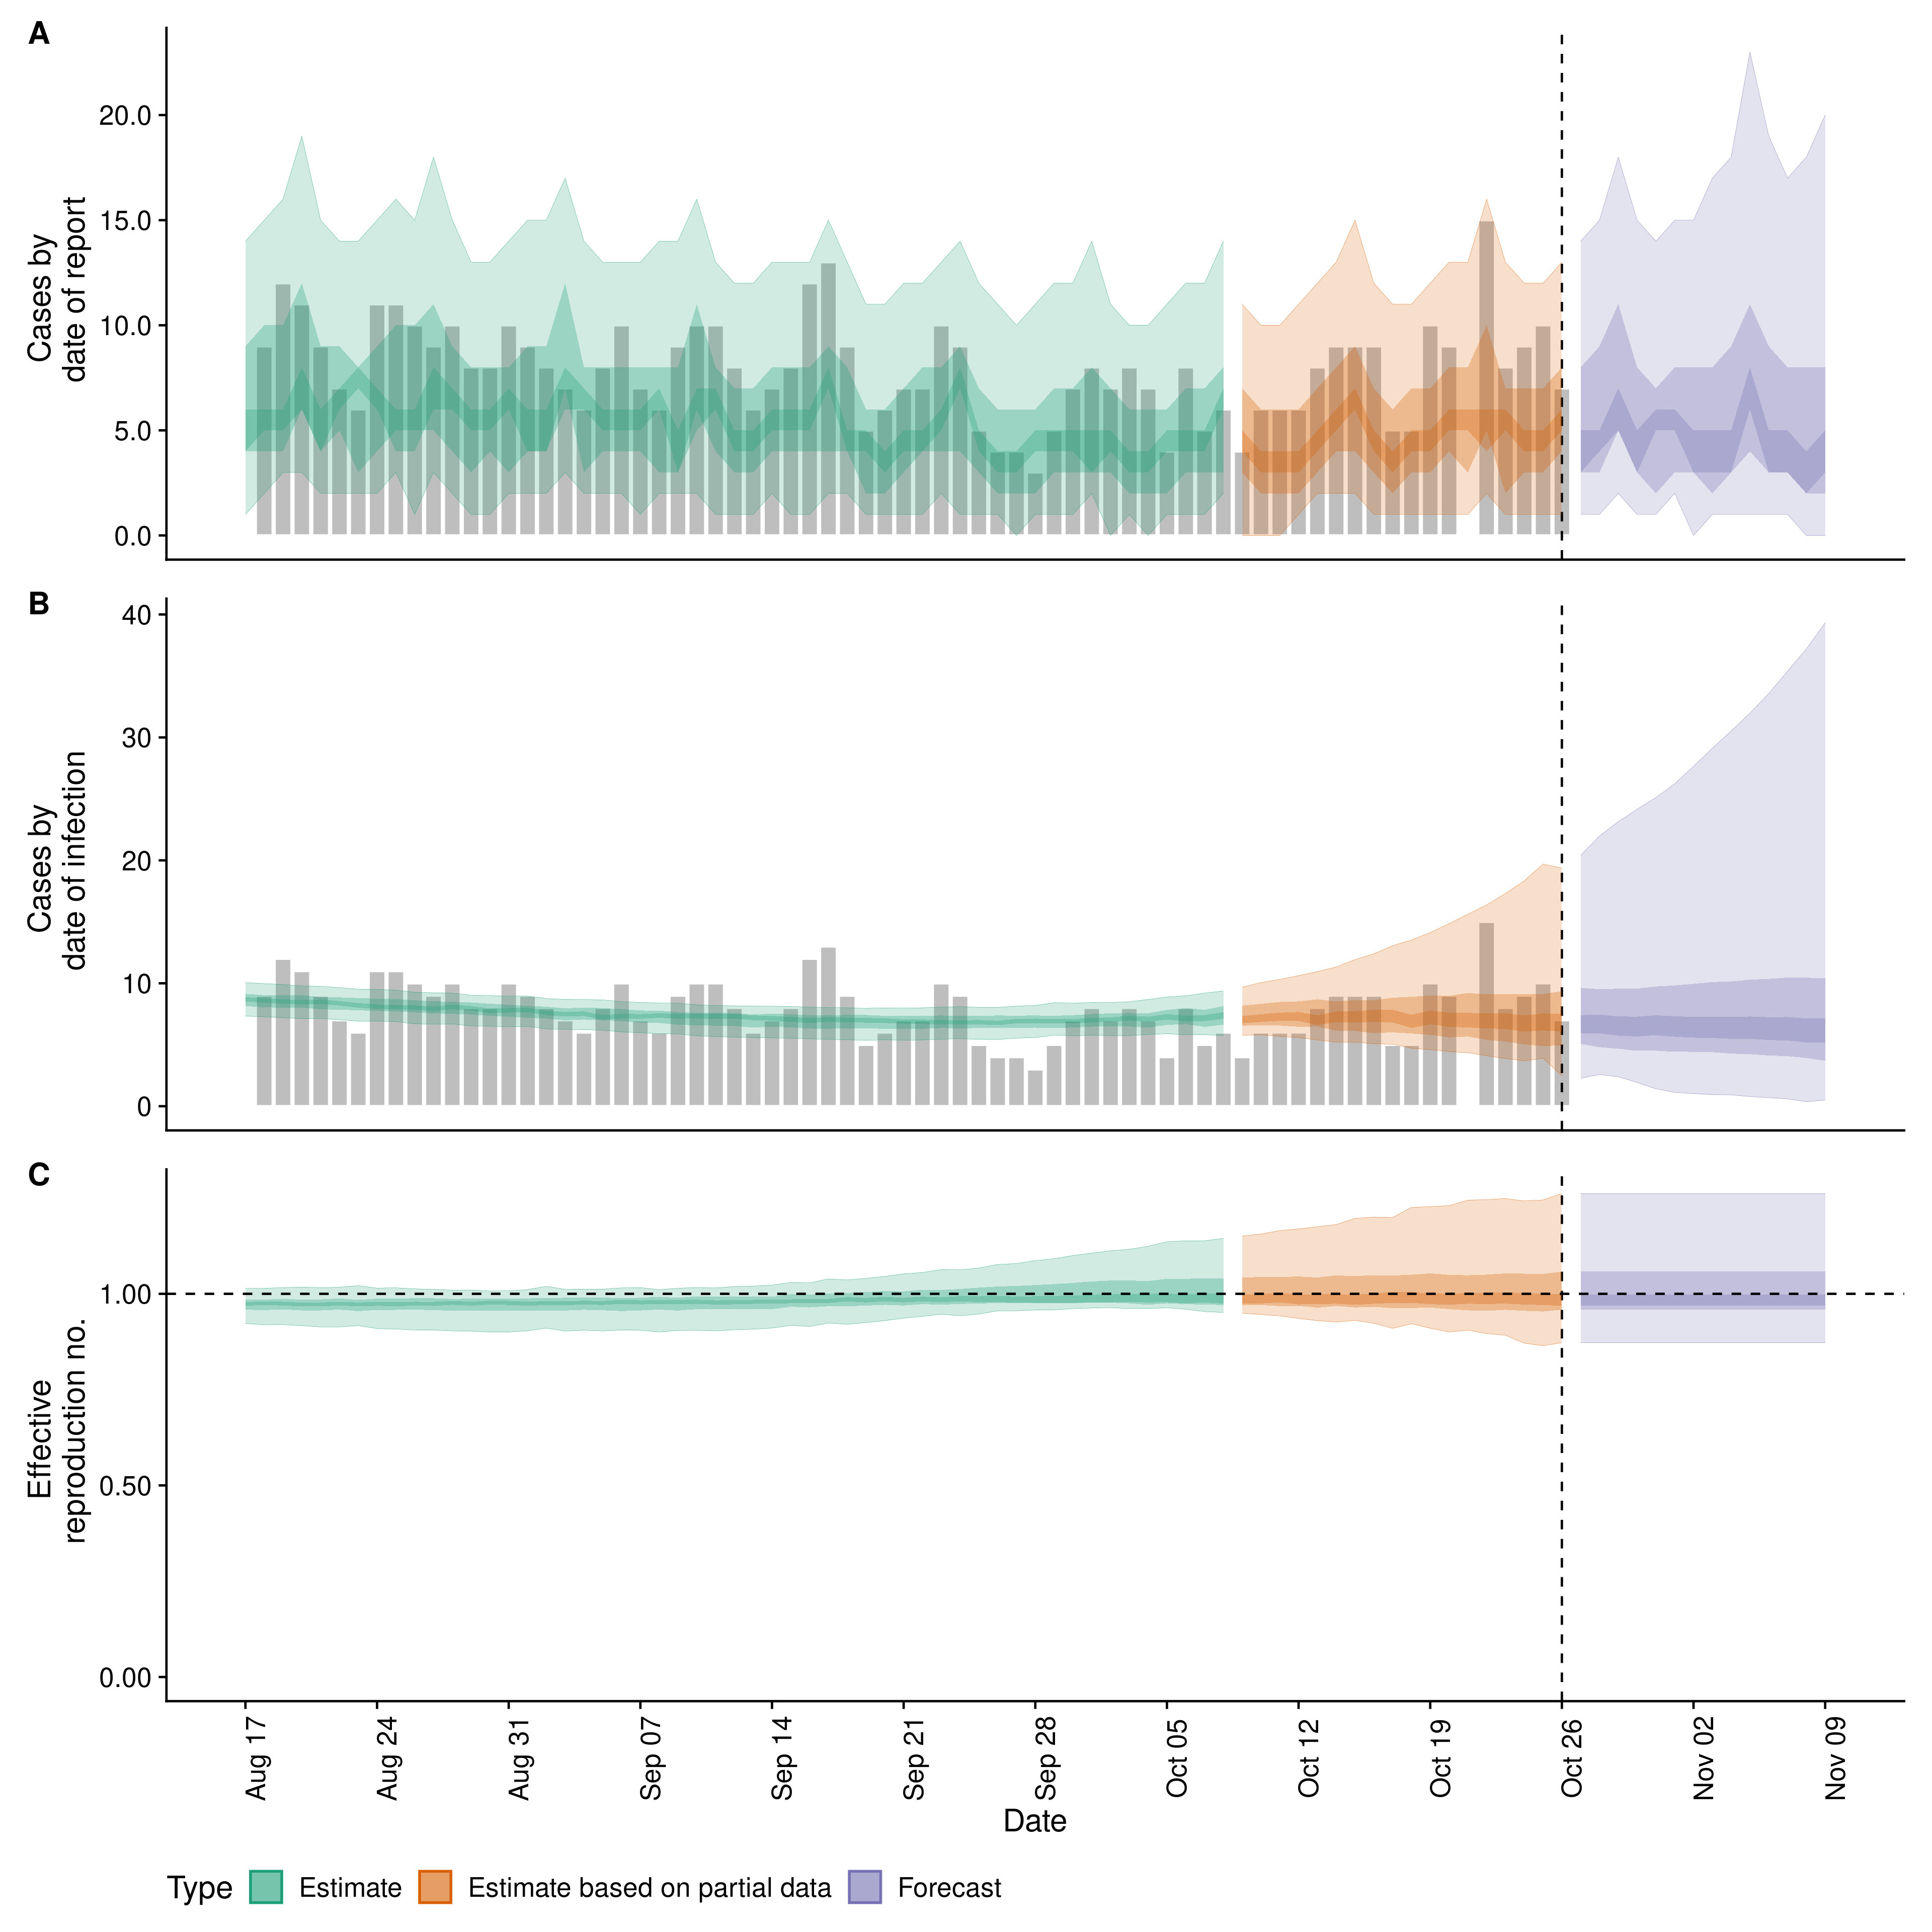 A
20.0
15.0
10.0
5.0
0.0
Cases by
date of report
B
40
30
20
10
0
Cases by
date of infection
C
1.00
0.50
0.00
Effective
reproduction no.
Aug 17
Aug 24
Aug 31
Sep 07
Sep 14
Sep 21
Sep 28
Oct 05
Oct 12
Oct 19
Oct 26
Nov 02
Nov 09
Date
Type Estimate Estimate based on partial data Forecast